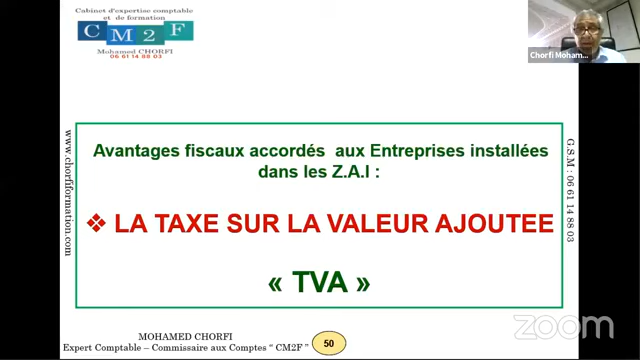 Cabinet d'expertise comptable
et de formation
CM2F
Mohamed CHORFI
06 61 14 88 03
Chorfi Moham...
www.chorfiformation.com
Avantages fiscaux accordés aux Entreprises installées
dans les Z.A.I :
❖ LA TAXE SUR LA VALEUR AJOUTEE
« TVA »
G.S.M : 06 61 14 88 03
MOHAMED CHORFI
Expert Comptable – Commissaire aux Comptes “ CM2F ”
50
zoom